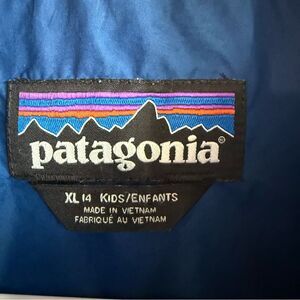 patagonia®
XL 14 KIDS/ENFANTS
MADE IN VIETNAM
FABRIQUÉ AU VIETNAM